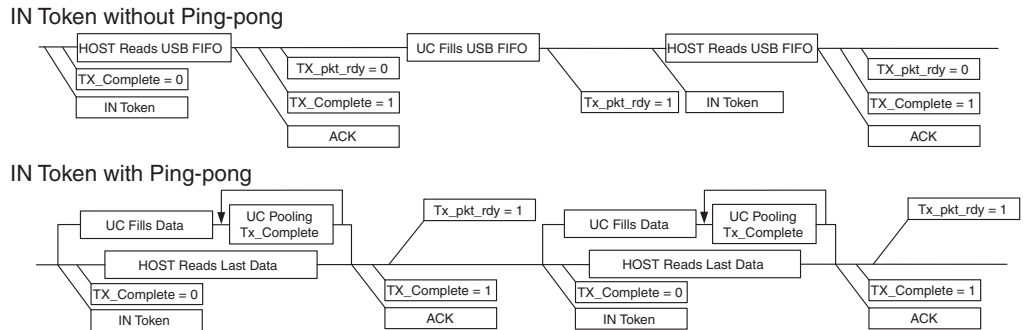 IN Token without Ping-pong
HOST Reads USB FIFO
UC Fills USB FIFO
HOST Reads USB FIFO
TX_Complete = 0
IN Token
TX_pkt_rdy = 0
TX_Complete = 1
ACK
Tx_pkt_rdy = 1
IN Token
TX_pkt_rdy = 0
TX_Complete = 1
ACK
IN Token with Ping-pong
UC Fills Data
UC Pooling
Tx_Complete
Tx_pkt_rdy = 1
UC Fills Data
UC Pooling
Tx_Complete
Tx_pkt_rdy = 1
HOST Reads Last Data
HOST Reads Last Data
TX_Complete = 0
IN Token
TX_Complete = 1
ACK
TX_Complete = 0
IN Token
TX_Complete = 1
ACK